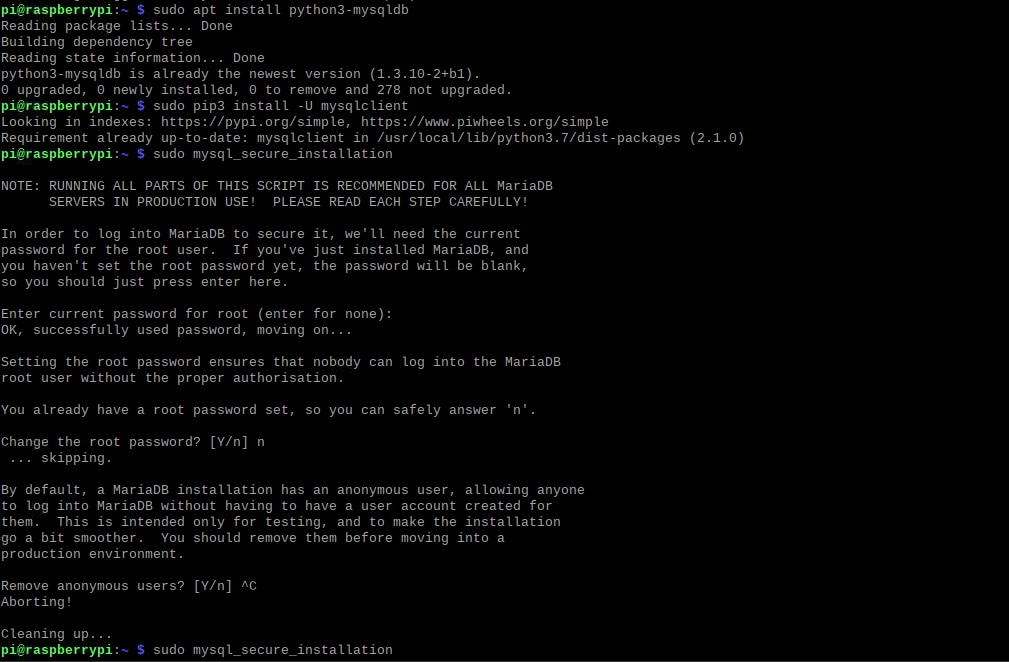 pi@raspberrypi:~ $ sudo apt install python3-mysqldb
Reading package lists... Done
Building dependency tree
Reading state information... Done
python3-mysqldb is already the newest version (1.3.10-2+b1).
0 upgraded, 0 newly installed, 0 to remove and 278 not upgraded.
pi@raspberrypi:~ $ sudo pip3 install -U mysqlclient
Looking in indexes: https://pypi.org/simple, https://www.piwheels.org/simple
Requirement already up-to-date: mysqlclient in /usr/local/lib/python3.7/dist-packages (2.1.0)
pi@raspberrypi:~ $ sudo mysql_secure_installation

NOTE: RUNNING ALL PARTS OF THIS SCRIPT IS RECOMMENDED FOR ALL MariaDB
      SERVERS IN PRODUCTION USE!  PLEASE READ EACH STEP CAREFULLY!

In order to log into MariaDB to secure it, we'll need the current
password for the root user.  If you've just installed MariaDB, and
you haven't set the root password yet, the password will be blank,
so you should just press enter here.

Enter current password for root (enter for none):
OK, successfully used password, moving on...

Setting the root password ensures that nobody can log into the MariaDB
root user without the proper authorisation.

You already have a root password set, so you can safely answer 'n'.

Change the root password? [Y/n] n
 ... skipping.

By default, a MariaDB installation has an anonymous user, allowing anyone
to log into MariaDB without having to have a user account created for
them.  This is intended only for testing, and to make the installation
go a bit smoother.  You should remove them before moving into a
production environment.

Remove anonymous users? [Y/n] ^C
Aborting!

Cleaning up...
pi@raspberrypi:~ $ sudo mysql_secure_installation